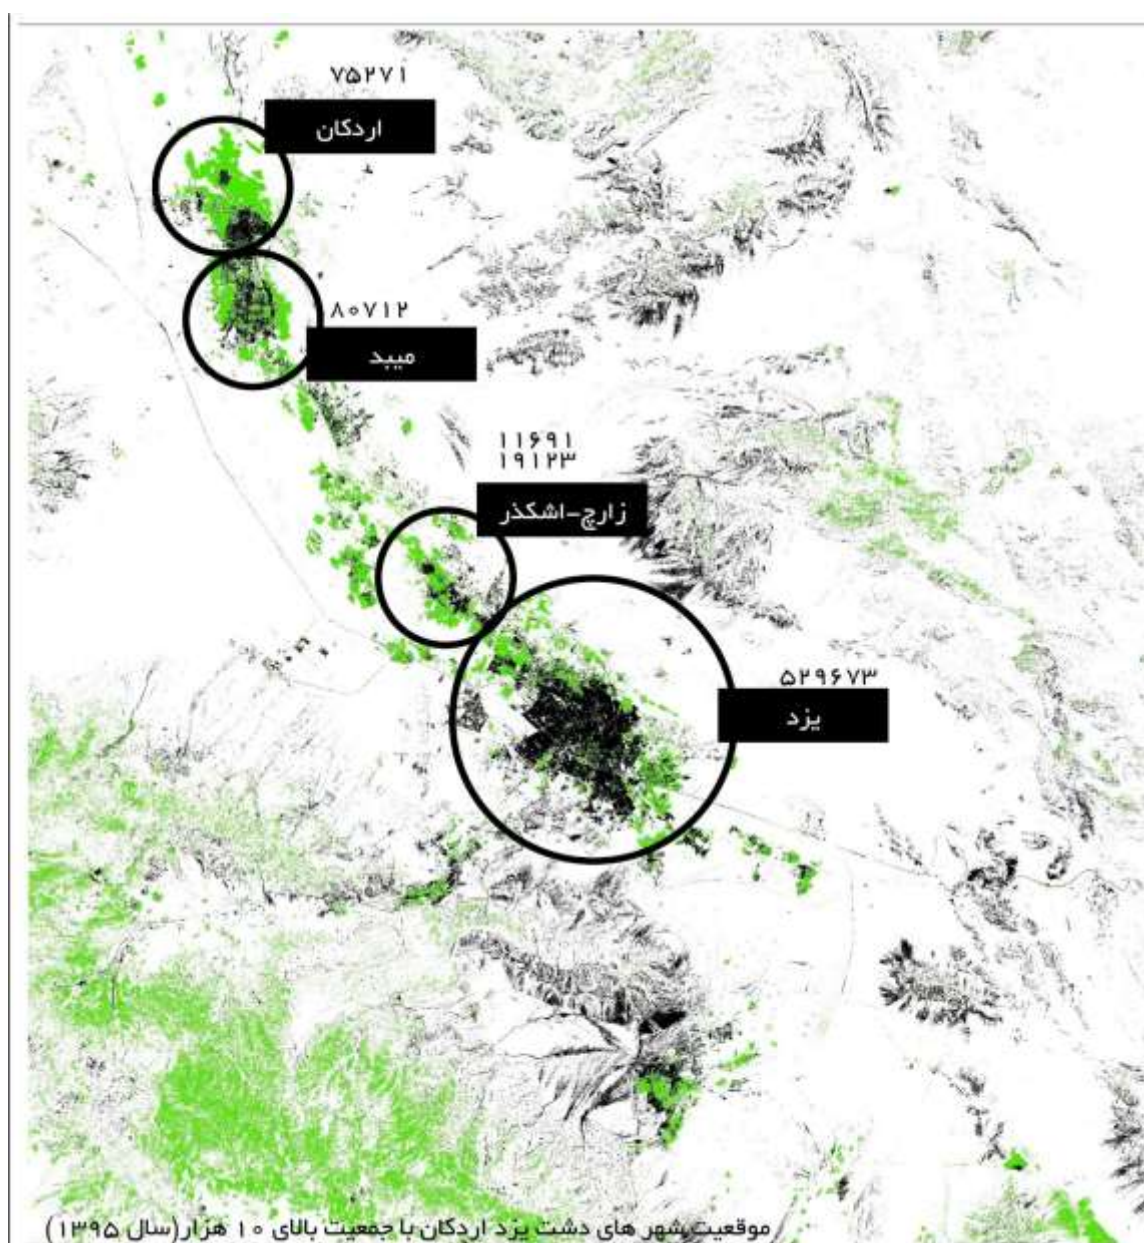 ۷۵۲۷۱
اردکان
۸۰۷۱۲
میبد
۱۱۶۹۱
۱۹۱۲۳
زارچ-اشکذر
۵۲۹۶۷۳
یزد
موقعیت شهر های دشت یزد اردکان با جمعیت بالای ۱۰ هزار(سال ۱۳۹۵)